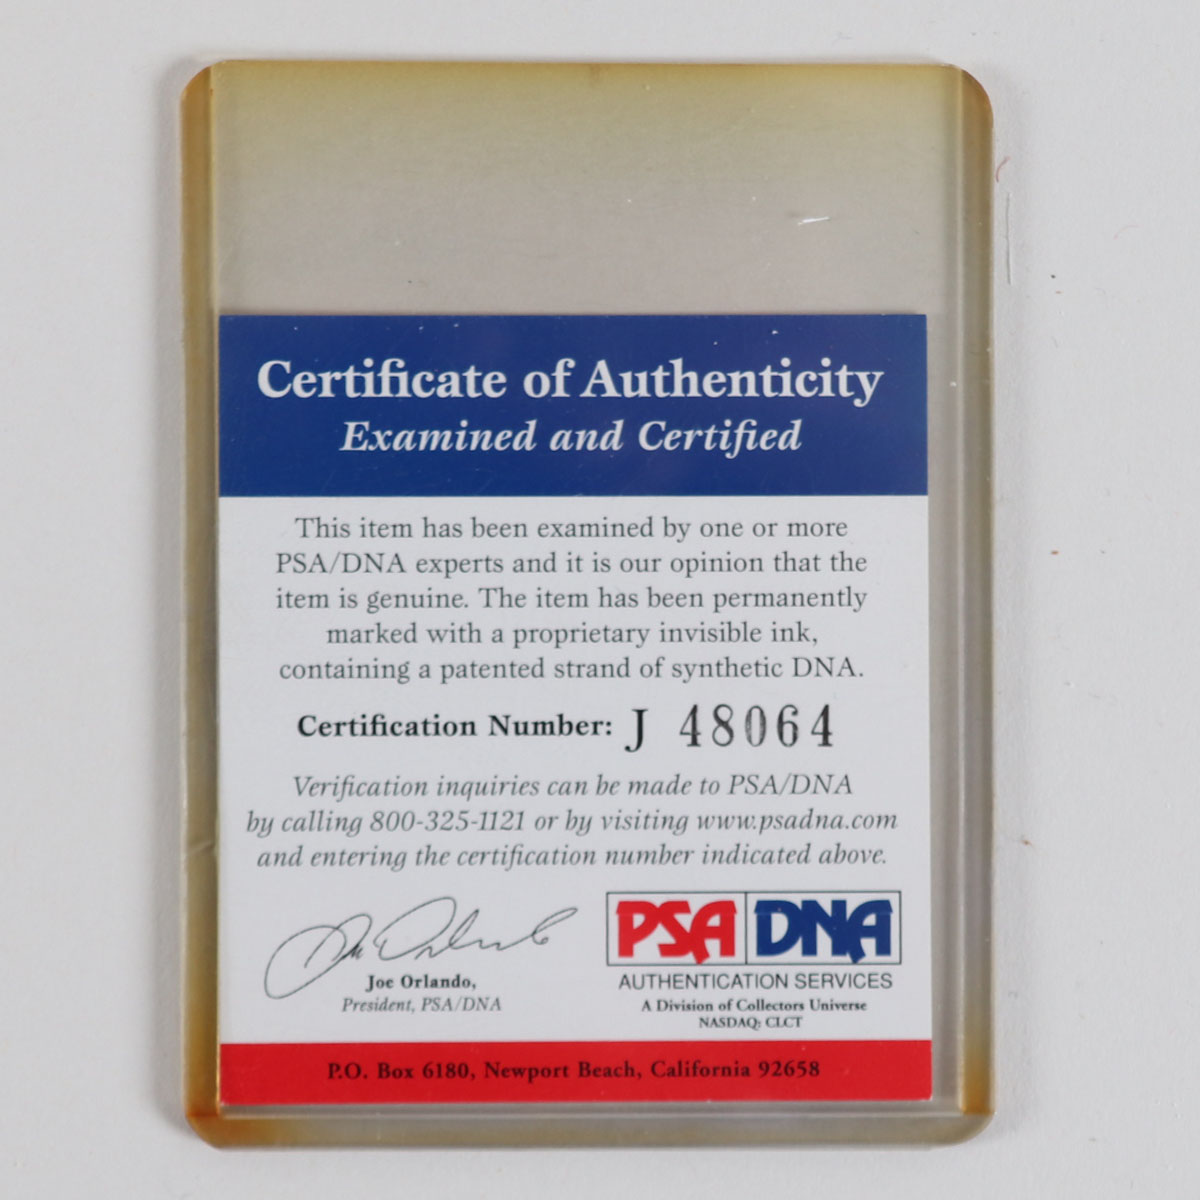 Certificate of Authenticity
Examined and Certified
This item has been examined by one or more
PSA/DNA experts and it is our opinion that the
item is genuine. The item has been permanently
marked with a proprietary invisible ink,
containing a patented strand of synthetic DNA.
Certification Number: J 48064
Verification inquiries can be made to PSA/DNA
by calling 800-325-1121 or by visiting www.psadna.com
and entering the certification number indicated above.
Joe Orlando,
President, PSA/DNA
PSA DNA
AUTHENTICATION SERVICES
A Division of Collectors Universe
NASDAQ: CLCT
P.O. Box 6180, Newport Beach, California 92658